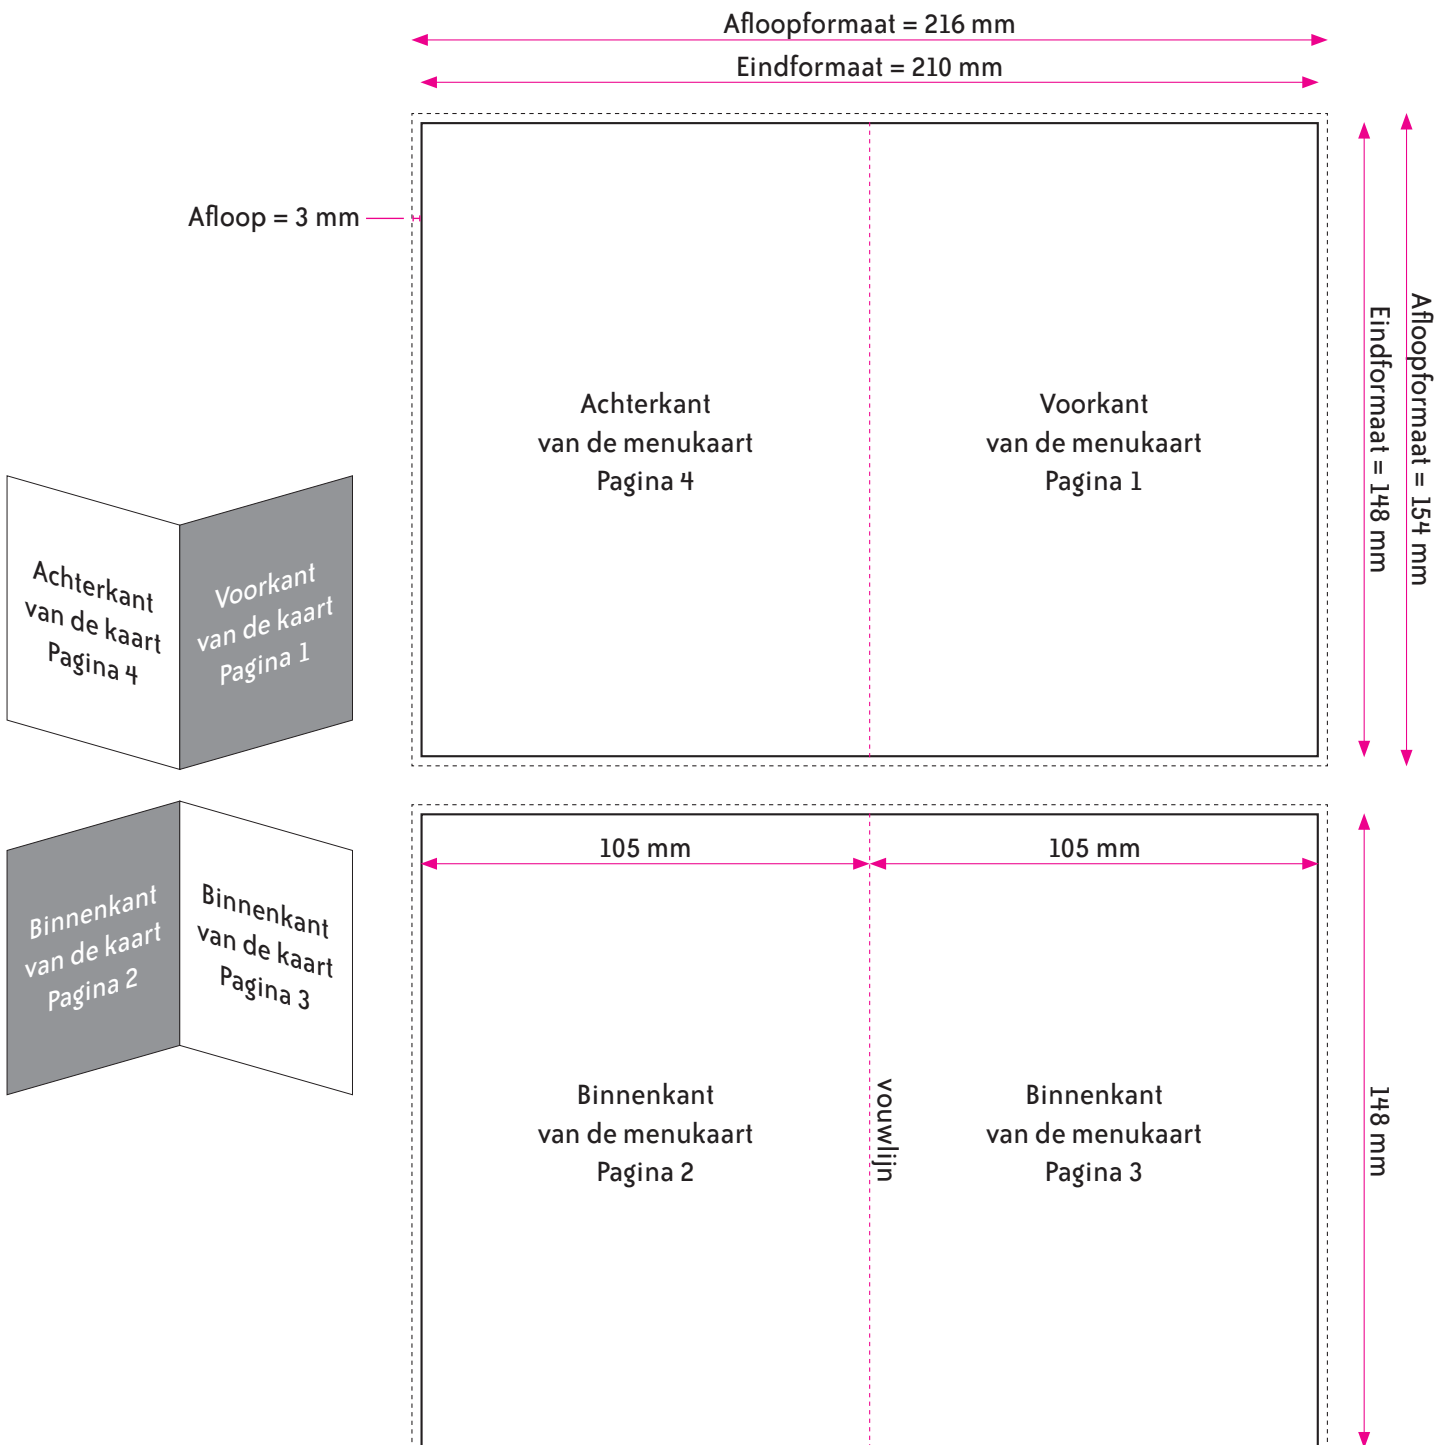 Afloopformaat = 216 mm
Eindformaat = 210 mm
Afloop = 3 mm
Achterkant
van de menukaart
Pagina 4
Voorkant
van de menukaart
Pagina 1
Eindformaat = 148 mm
Afloopformaat = 154 mm
Achterkant
van de kaart
Pagina 4
Voorkant
van de kaart
Pagina 1
Binnenkant
van de kaart
Pagina 2
Binnenkant
van de kaart
Pagina 3
105 mm
105 mm
Binnenkant
van de menukaart
Pagina 2
vouwlijn
Binnenkant
van de menukaart
Pagina 3
148 mm